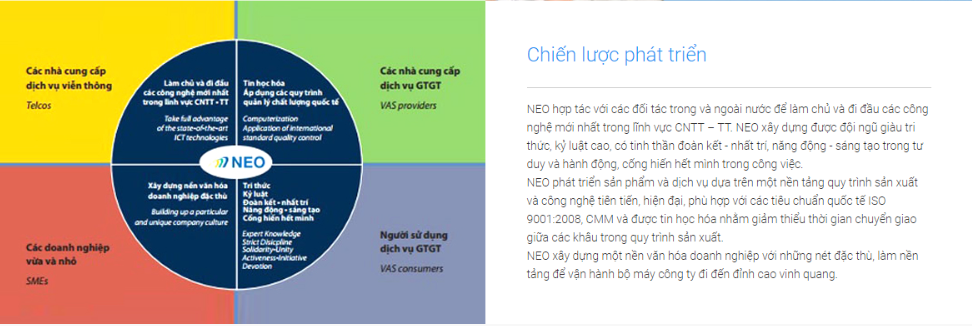 Các nhà cung cấp
dịch vụ viễn thông
Telcos
Các nhà cung cấp
dịch vụ GTGT
VAS providers
Làm chủ và đi đầu
các công nghệ mới nhất
trong lĩnh vực CNTT - TT
Take full advantage
of the state-of-the-art
ICT technologies
Tin học hóa
Áp dụng các quy trình
quản lý chất lượng quốc tế
Computerization
Application of international
standard quality control
NEO
Xây dựng nền văn hóa
doanh nghiệp đặc thù
Building up a particular
and unique company culture
Tri thức
Kỷ luật
Đoàn kết - nhất trí
Năng động - sáng tạo
Cống hiến hết mình
Expert Knowledge
Strict Disicpline
Solidarity-Unity
Activeness-Initiative
Devotion
Các doanh nghiệp
vừa và nhỏ
SMEs
Người sử dụng
dịch vụ GTGT
VAS consumers
Chiến lược phát triển
NEO hợp tác với các đối tác trong và ngoài nước để làm chủ và đi đầu các công
nghệ mới nhất trong lĩnh vực CNTT – TT. NEO xây dựng được đội ngũ giàu tri
thức, kỷ luật cao, có tinh thần đoàn kết - nhất trí, năng động - sáng tạo trong tư
duy và hành động, cống hiến hết mình trong công việc.
NEO phát triển sản phẩm và dịch vụ dựa trên một nền tảng quy trình sản xuất
và công nghệ tiên tiến, hiện đại, phù hợp với các tiêu chuẩn quốc tế ISO
9001:2008, CMM và được tin học hóa nhằm giảm thiểu thời gian chuyển giao
giữa các khâu trong quy trình sản xuất.
NEO xây dựng một nền văn hóa doanh nghiệp với những nét đặc thù, làm nền
tảng để vận hành bộ máy công ty đi đến đỉnh cao vinh quang.